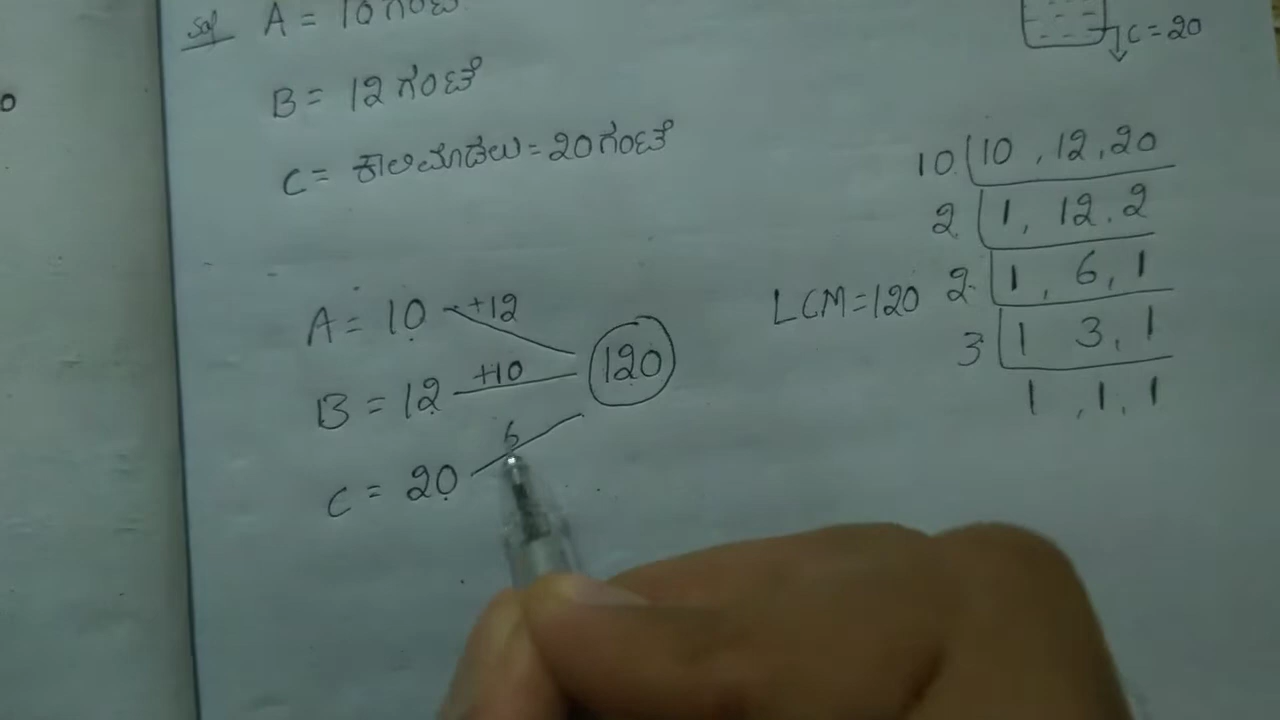 Sol A = 10 ಗಂಟೆ
C = 20
B = 12 ಗಂಟೆ
C = ಖಾಲಿಮಾಡಲು = 20 ಗಂಟೆ
10 | 10 , 12 , 20
2 | 1 , 12 . 2
2 | 1 , 6 , 1
3 | 1 3 , 1
1 , 1 , 1
LCM = 120
A = 10 +12
B = 12 +10 120
C = 20 6